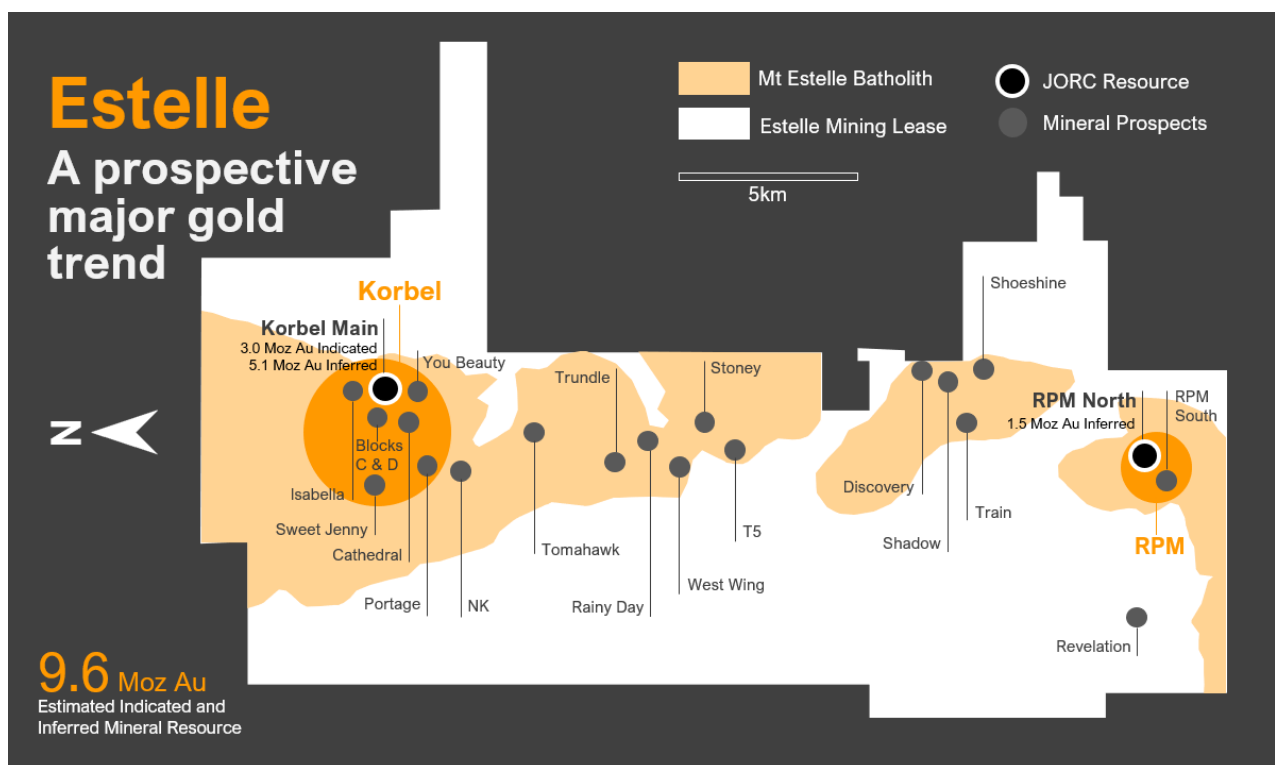 Estelle
A prospective
major gold
trend
Mt Estelle Batholith
Estelle Mining Lease
JORC Resource
Mineral Prospects
5km
N
Korbel
Korbel Main
3.0 Moz Au Indicated
5.1 Moz Au Inferred
You Beauty
Trundle
Stoney
Shoeshine
RPM North
1.5 Moz Au Inferred
RPM
South
Blocks
C & D
Isabella
Sweet Jenny
Cathedral
Portage
NK
Tomahawk
Rainy Day
West Wing
T5
Discovery
Shadow
Train
RPM
Revelation
9.6 Moz Au
Estimated Indicated and
Inferred Mineral Resource